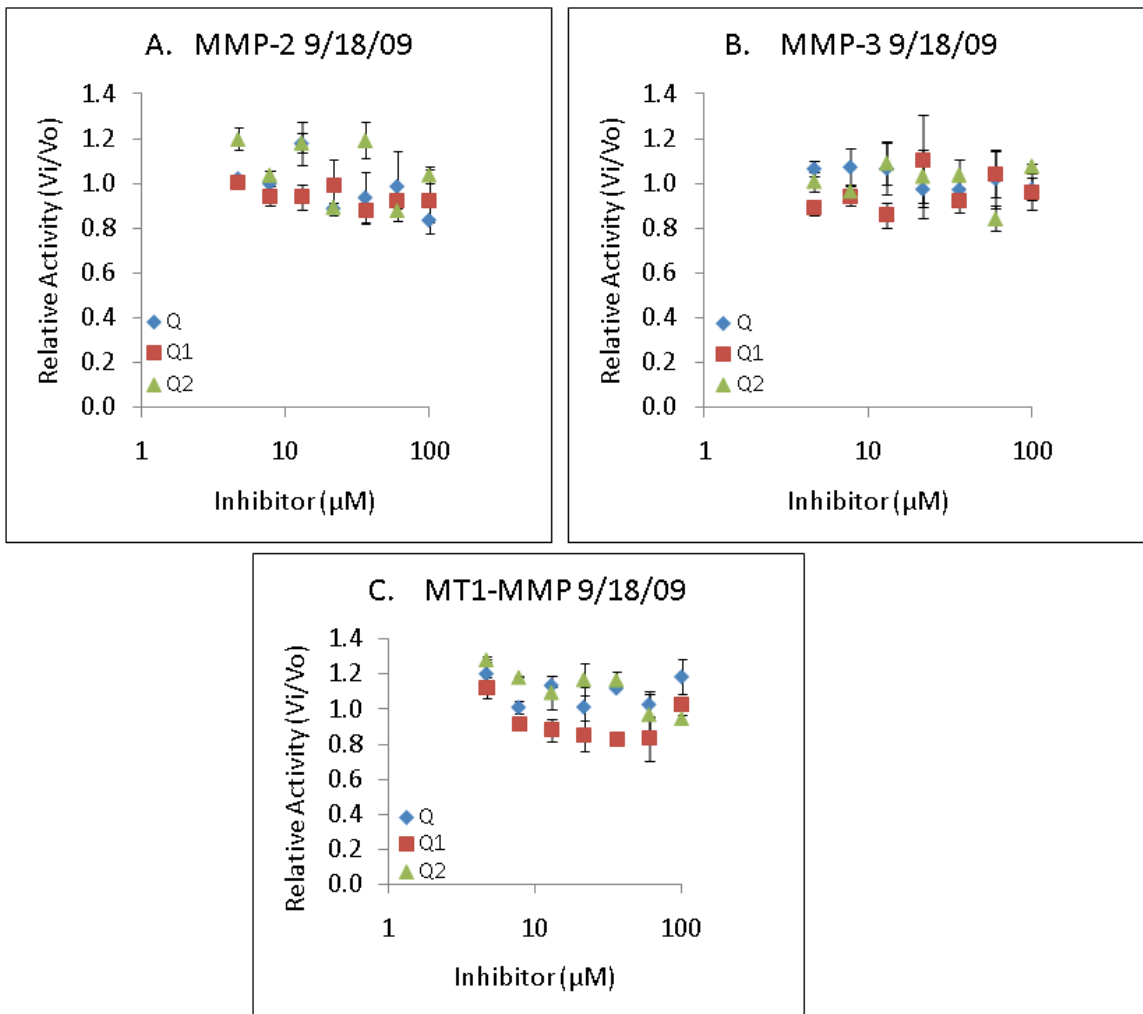 A. MMP-2 9/18/09
Relative Activity (Vi/Vo)
1.4
1.2
1.0
0.8
0.6
0.4
0.2
0.0
Q
Q1
Q2
1 10 100
Inhibitor (µM)
B. MMP-3 9/18/09
Relative Activity (Vi/Vo)
1.4
1.2
1.0
0.8
0.6
0.4
0.2
0.0
Q
Q1
Q2
1 10 100
Inhibitor (µM)
C. MT1-MMP 9/18/09
Relative Activity (Vi/Vo)
1.4
1.2
1.0
0.8
0.6
0.4
0.2
0.0
Q
Q1
Q2
1 10 100
Inhibitor (µM)